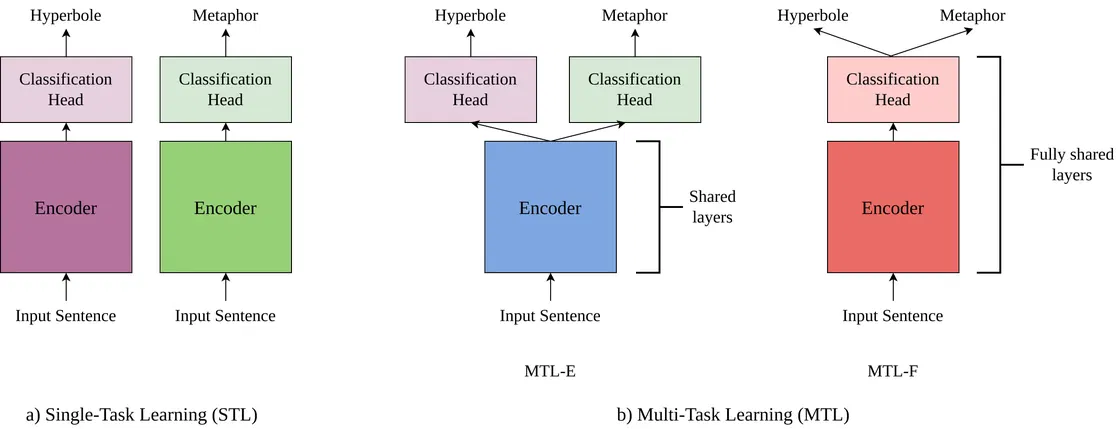 Hyperbole
Metaphor
Classification
Head
Classification
Head
Encoder
Encoder
Input Sentence
Input Sentence
a) Single-Task Learning (STL)
Hyperbole
Metaphor
Classification
Head
Classification
Head
Encoder
Shared
layers
Input Sentence
MTL-E
Hyperbole
Metaphor
Classification
Head
Encoder
Fully shared
layers
Input Sentence
MTL-F
b) Multi-Task Learning (MTL)